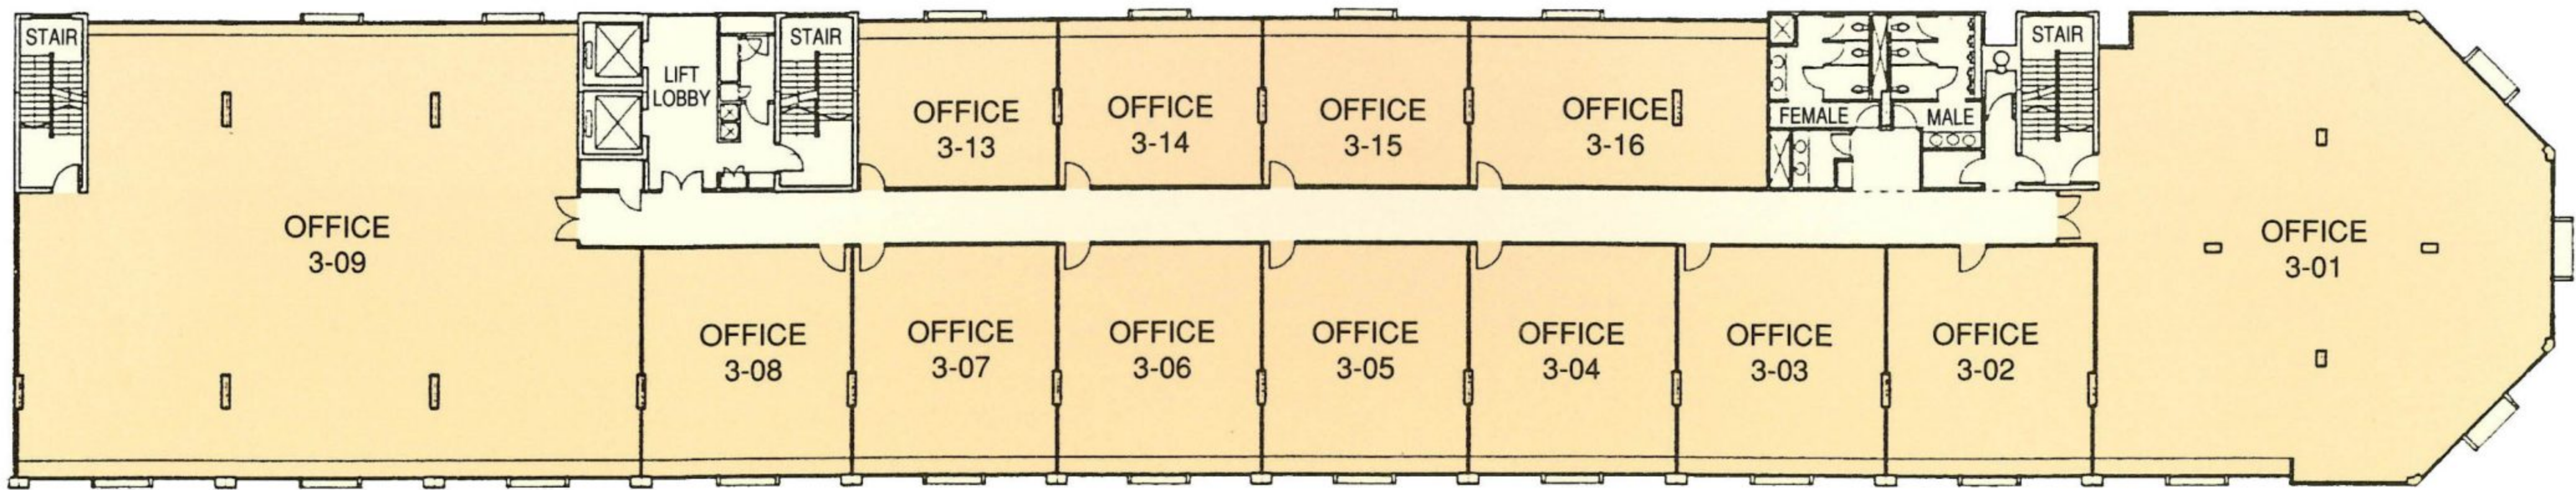 STAIR
LIFT
LOBBY
STAIR
OFFICE
3-13
OFFICE
3-14
OFFICE
3-15
OFFICE
3-16
FEMALE
MALE
STAIR
OFFICE
3-09
OFFICE
3-01
OFFICE
3-08
OFFICE
3-07
OFFICE
3-06
OFFICE
3-05
OFFICE
3-04
OFFICE
3-03
OFFICE
3-02